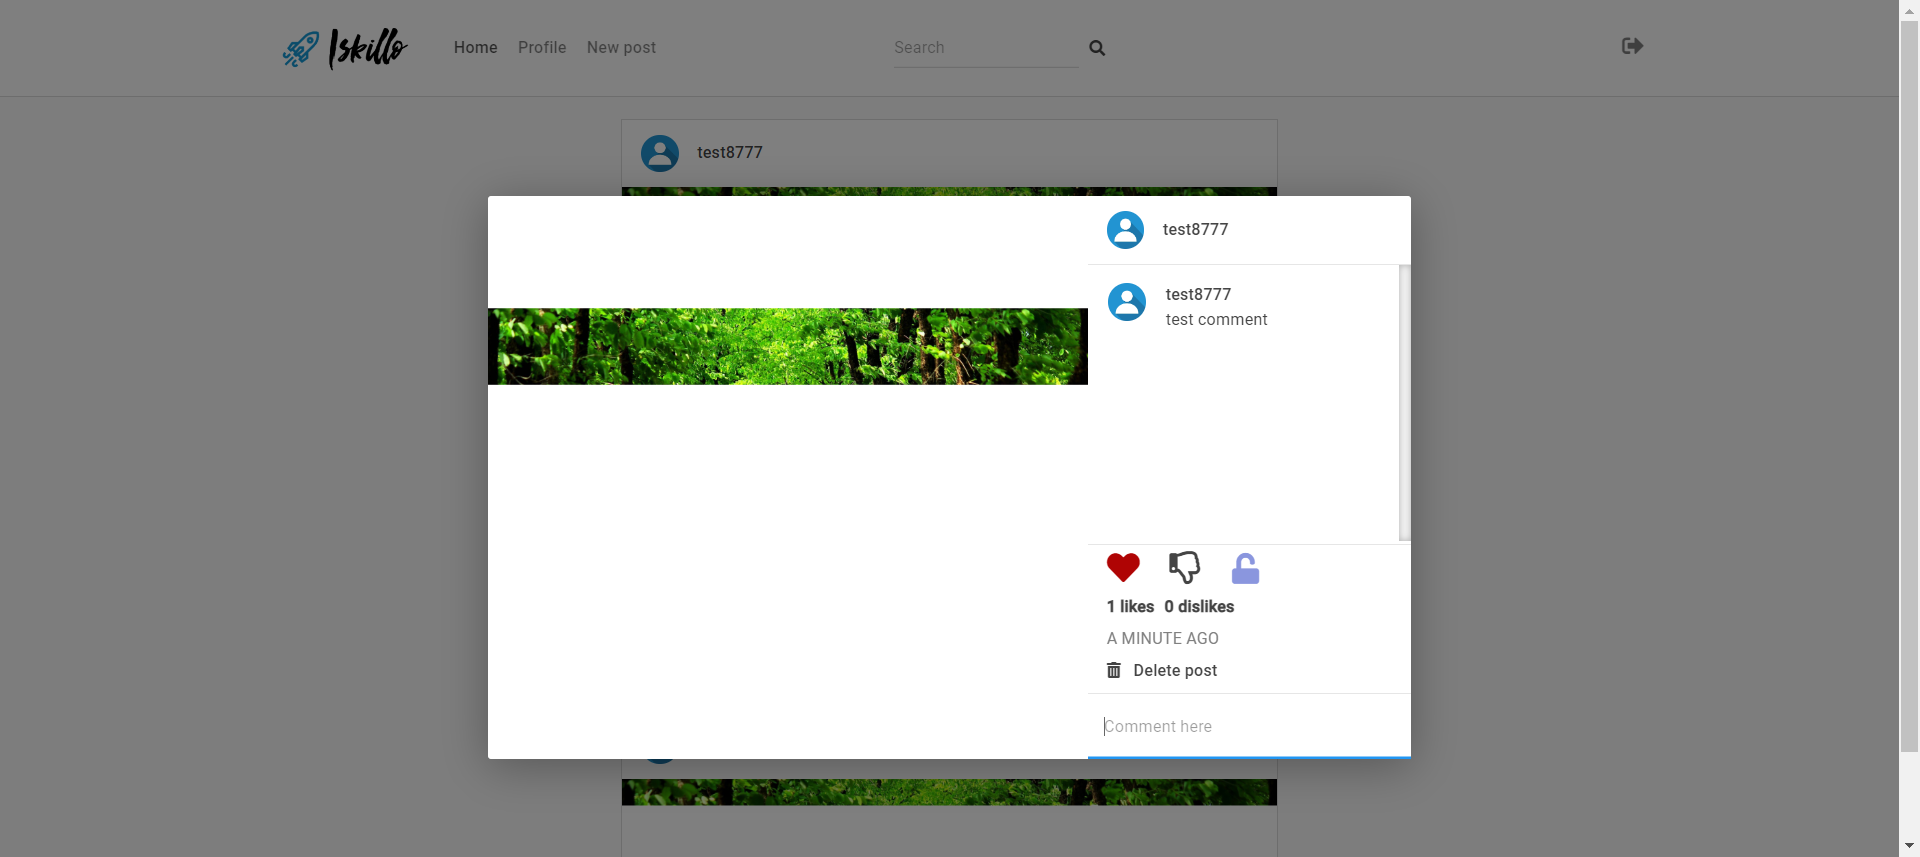 Iskillo
Home Profile New post
Search
test8777
test8777
test8777
test comment
1 likes 0 dislikes
A MINUTE AGO
Delete post
Comment here